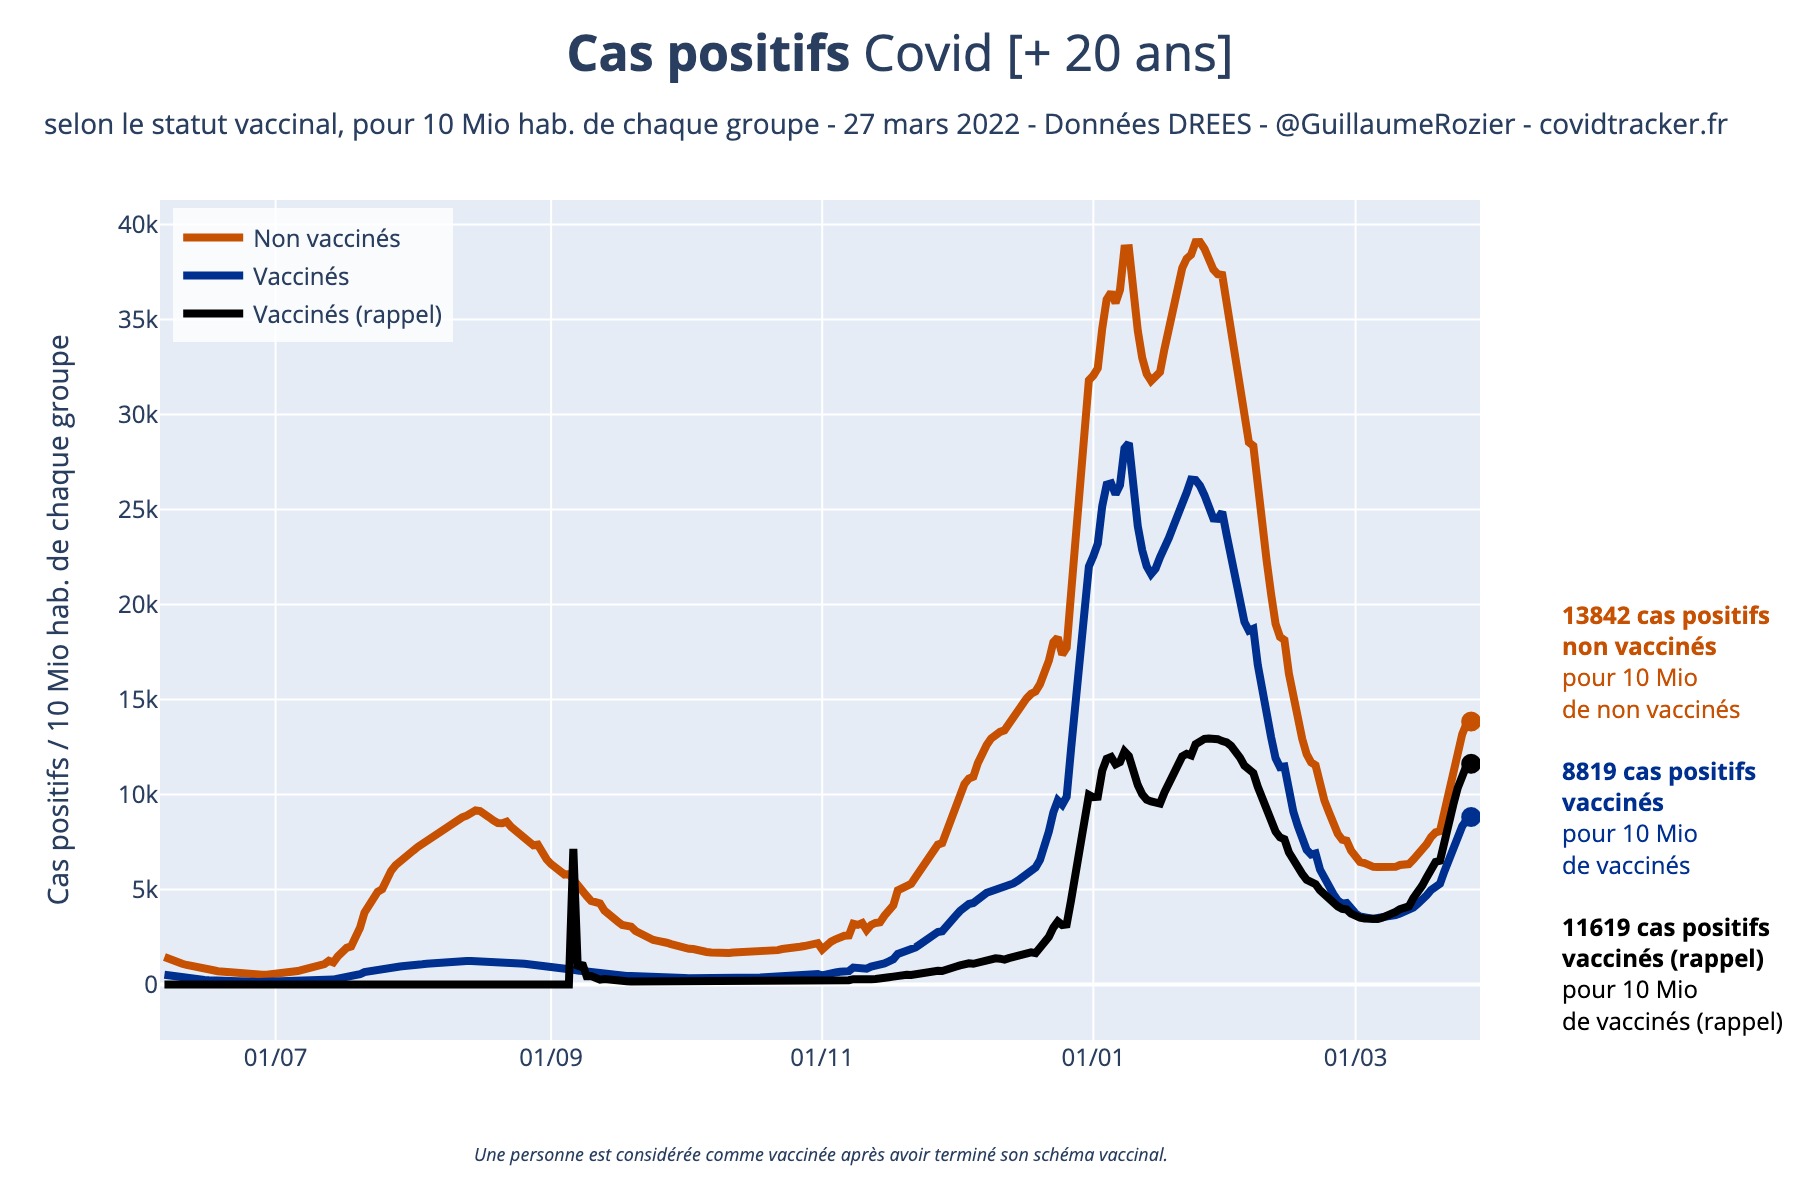 Cas positifs Covid [+ 20 ans]
selon le statut vaccinal, pour 10 Mio hab. de chaque groupe - 27 mars 2022 - Données DREES - @GuillaumeRozier - covidtracker.fr
Cas positifs / 10 Mio hab. de chaque groupe
40k
35k
30k
25k
20k
15k
10k
5k
0
Non vaccinés
Vaccinés
Vaccinés (rappel)
01/07
01/09
01/11
01/01
01/03
13842 cas positifs
non vaccinés
pour 10 Mio
de non vaccinés
8819 cas positifs
vaccinés
pour 10 Mio
de vaccinés
11619 cas positifs
vaccinés (rappel)
pour 10 Mio
de vaccinés (rappel)
Une personne est considérée comme vaccinée après avoir terminé son schéma vaccinal.